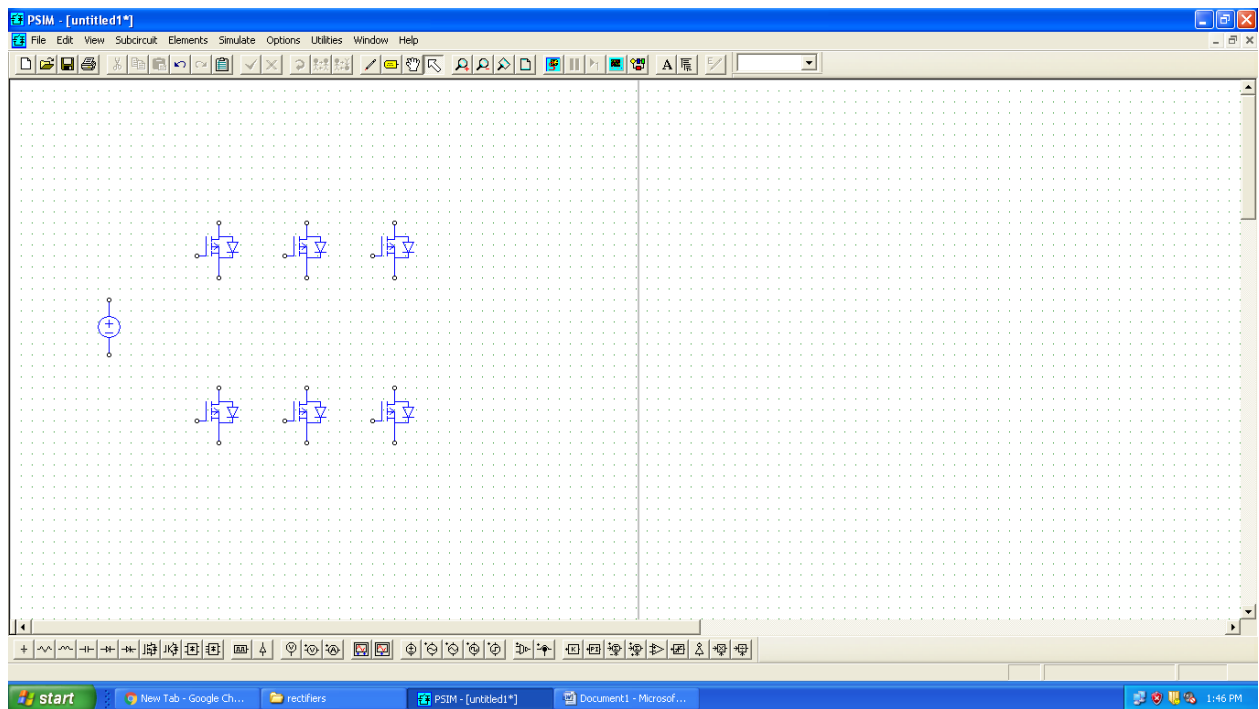 PSIM - [untitled1*]
File Edit View Subcircuit Elements Simulate Options Utilities Window Help
start New Tab - Google Ch... rectifiers PSIM - [untitled1*] Document1 - Microsof... 1:46 PM